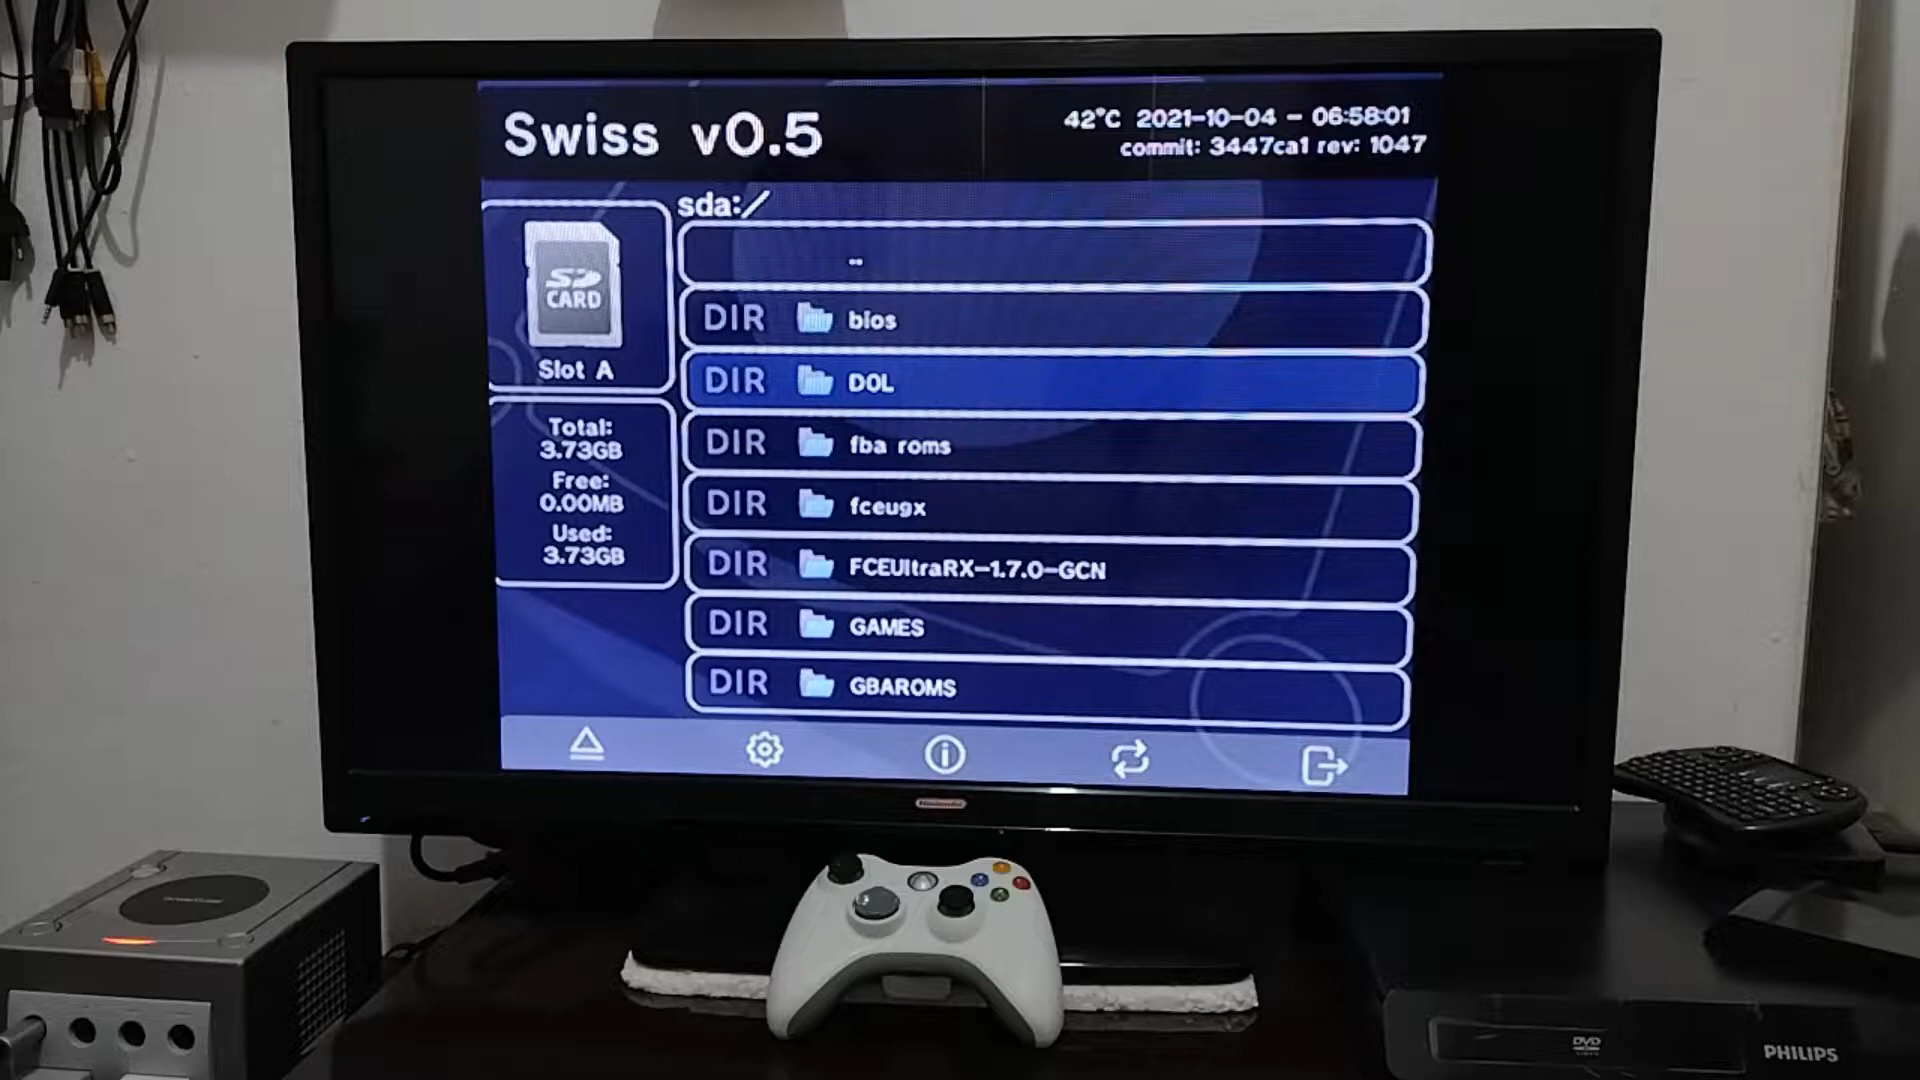 Swiss v0.5
42°C 2021-10-04 - 06:58:01
commit: 3447ca1 rev: 1047
sda:/
SD
CARD
Slot A
Total:
3.73GB
Free:
0.00MB
Used:
3.73GB
..
DIR bios
DIR DOL
DIR fba roms
DIR fceugx
DIR FCEUltraRX-1.7.0-GCN
DIR GAMES
DIR GBAROMS
Nintendo
DVD
PHILIPS